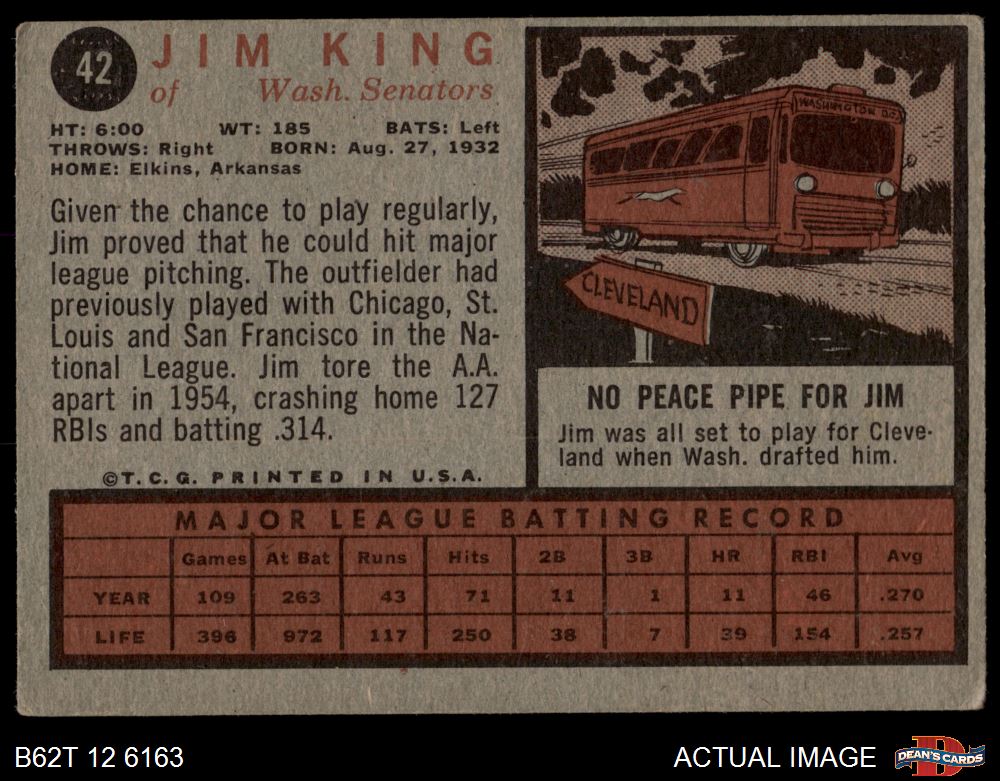 42
JIM KING
of Wash. Senators
HT: 6:00 WT: 185 BATS: Left
THROWS: Right BORN: Aug. 27, 1932
HOME: Elkins, Arkansas
Given the chance to play regularly,
Jim proved that he could hit major
league pitching. The outfielder had
previously played with Chicago, St.
Louis and San Francisco in the Na-
tional League. Jim tore the A.A.
apart in 1954, crashing home 127
RBIs and batting .314.
©T.C.G. PRINTED IN U.S.A.
WASHINGTON D.C.
CLEVELAND
NO PEACE PIPE FOR JIM
Jim was all set to play for Cleve-
land when Wash. drafted him.
MAJOR LEAGUE BATTING RECORD
Games At Bat Runs Hits 2B 3B HR RBI Avg
YEAR 109 263 43 71 11 1 11 46 .270
LIFE 396 972 117 250 38 7 39 154 .257
B62T 12 6163
ACTUAL IMAGE
DEAN'S CARDS